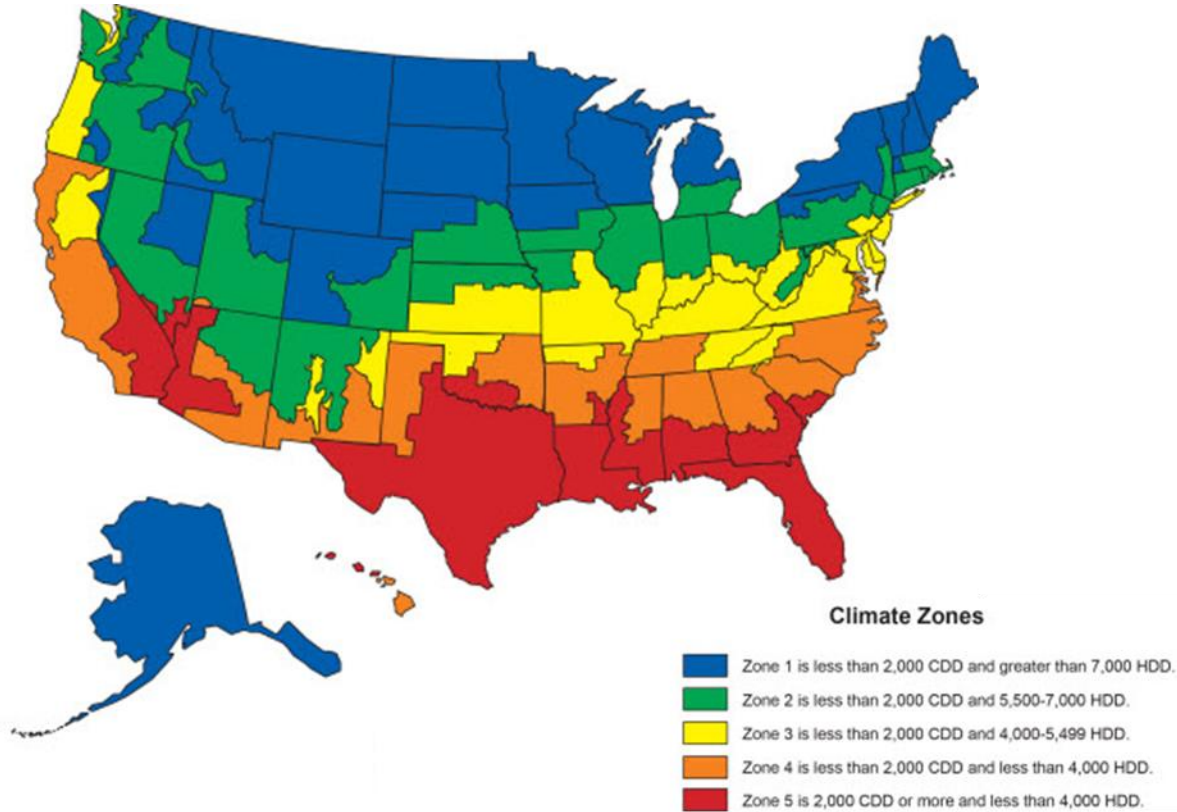 Climate Zones
Zone 1 is less than 2,000 CDD and greater than 7,000 HDD.
Zone 2 is less than 2,000 CDD and 5,500-7,000 HDD.
Zone 3 is less than 2,000 CDD and 4,000-5,499 HDD.
Zone 4 is less than 2,000 CDD and less than 4,000 HDD.
Zone 5 is 2,000 CDD or more and less than 4,000 HDD.